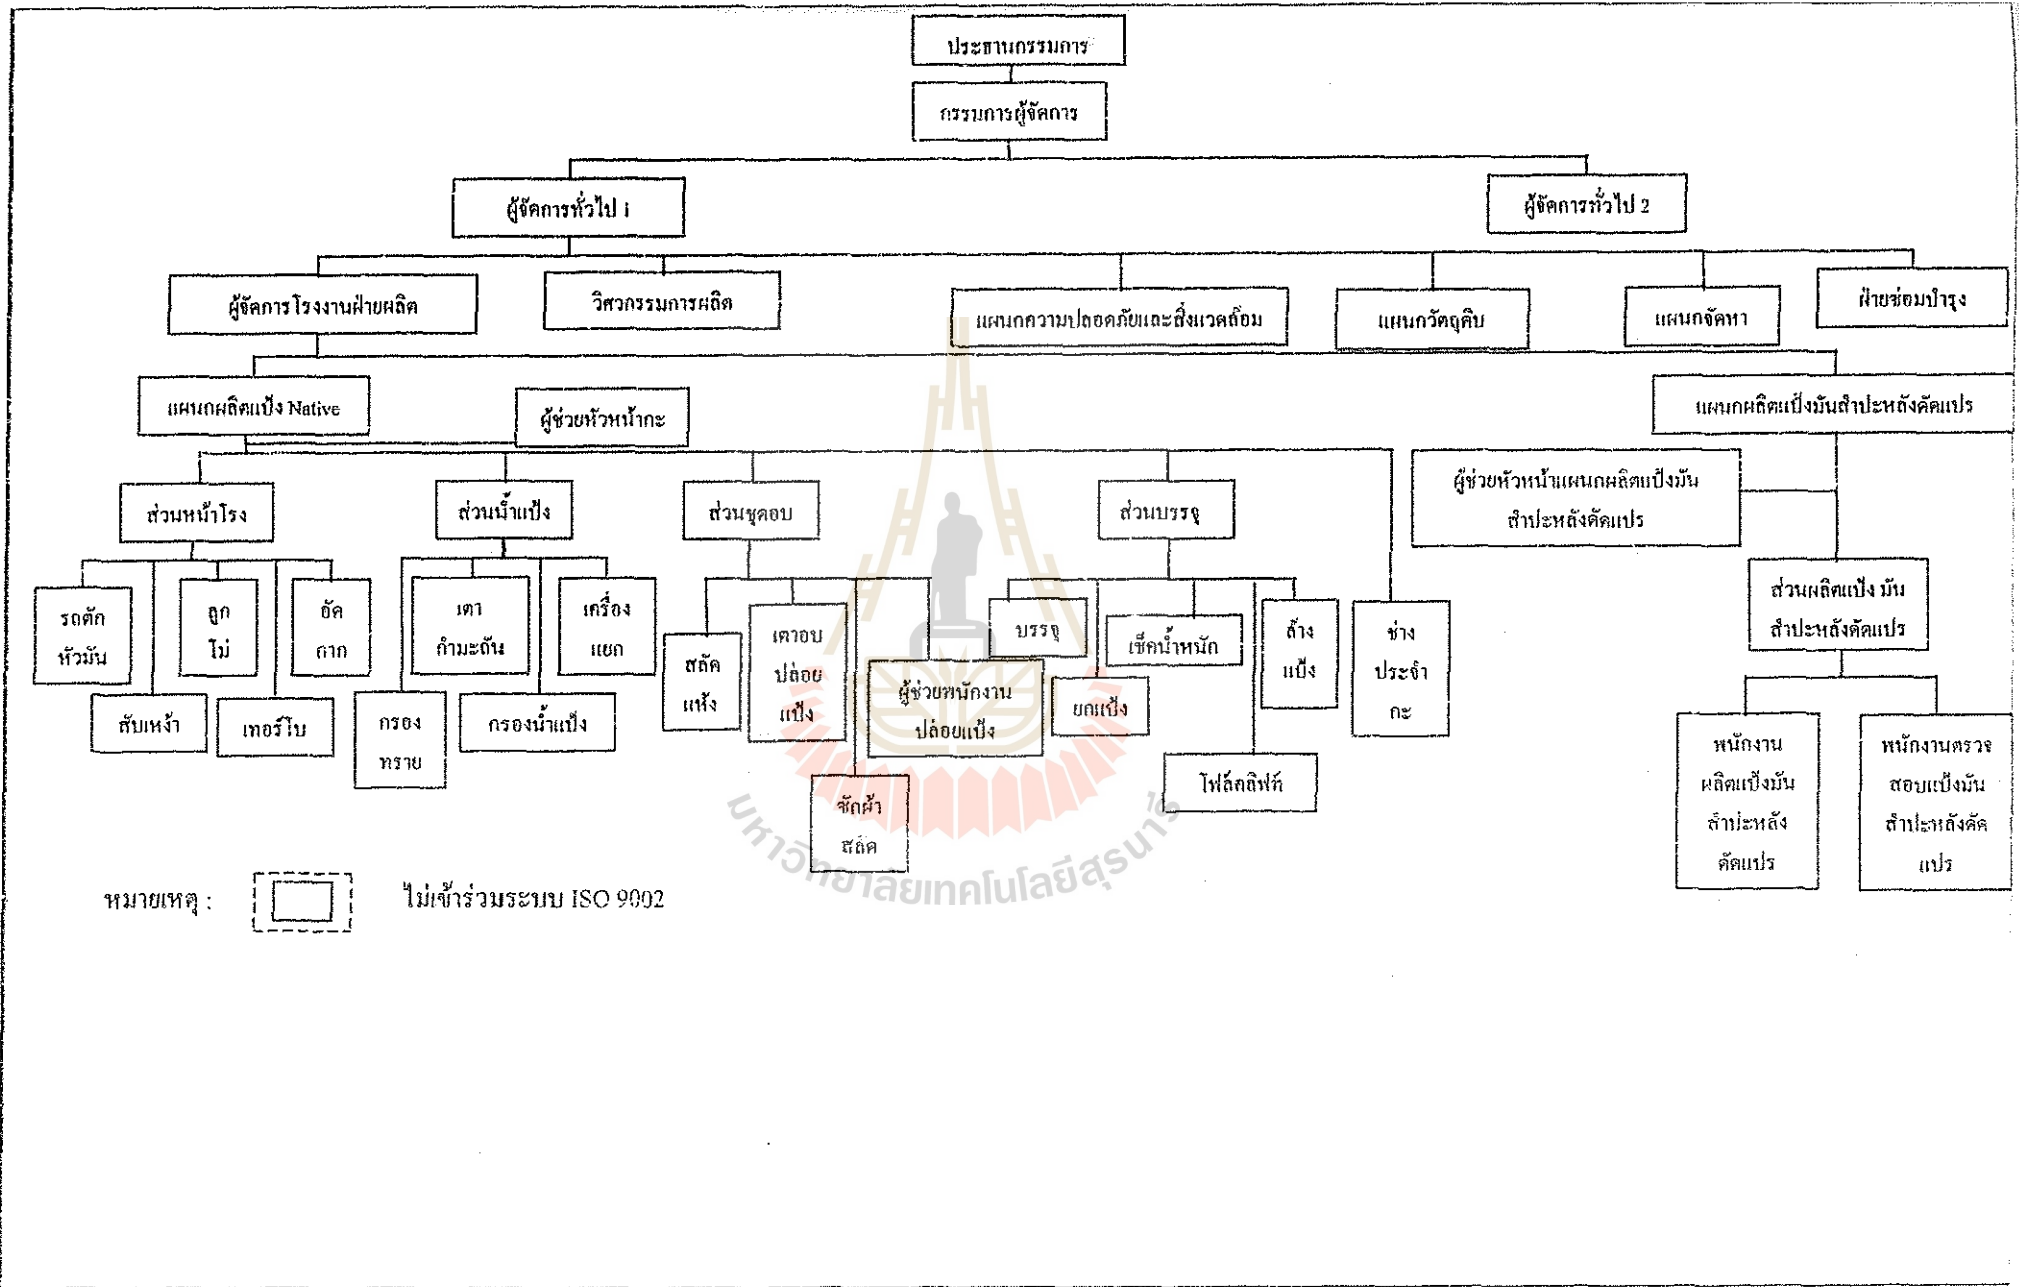 ประธานกรรมการ
กรรมการผู้จัดการ
ผู้จัดการทั่วไป 1
ผู้จัดการทั่วไป 2
ผู้จัดการโรงงานฝ่ายผลิต
วิศวกรรมการผลิต
แผนกความปลอดภัยและสิ่งแวดล้อม
แผนกวัตถุดิบ
แผนกจัดหา
ฝ่ายซ่อมบำรุง
แผนกผลิตแป้ง Native
ผู้ช่วยหัวหน้ากะ
แผนกผลิตแป้งมันสำปะหลังดัดแปร
ผู้ช่วยหัวหน้าแผนกผลิตแป้งมัน
สำปะหลังดัดแปร
ส่วนหน้าโรง
ส่วนน้ำแป้ง
ส่วนชุดอบ
ส่วนบรรจุ
ส่วนผลิตแป้ง มัน
สำปะหลังดัดแปร
รถตัก
หัวมัน
สับเหง้า
ลูก
โม่
เทอร์โบ
อัด
กาก
กรอง
ทราย
เตา
กำมะถัน
กรองน้ำแป้ง
เครื่อง
แยก
สลัด
แห้ง
เตาอบ
ปล่อย
แป้ง
ซักผ้า
สลัด
ผู้ช่วยพนักงาน
ปล่อยแป้ง
บรรจุ
ยกแป้ง
เช็คน้ำหนัก
โฟล์คลิฟท์
ล้าง
แป้ง
ช่าง
ประจำ
กะ
พนักงาน
ผลิตแป้งมัน
สำปะหลัง
ดัดแปร
พนักงานตรวจ
สอบแป้งมัน
สำปะหลังดัด
แปร
หมายเหตุ :
ไม่เข้าร่วมระบบ ISO 9002
มหาวิทยาลัยเทคโนโลยีสุรนารี